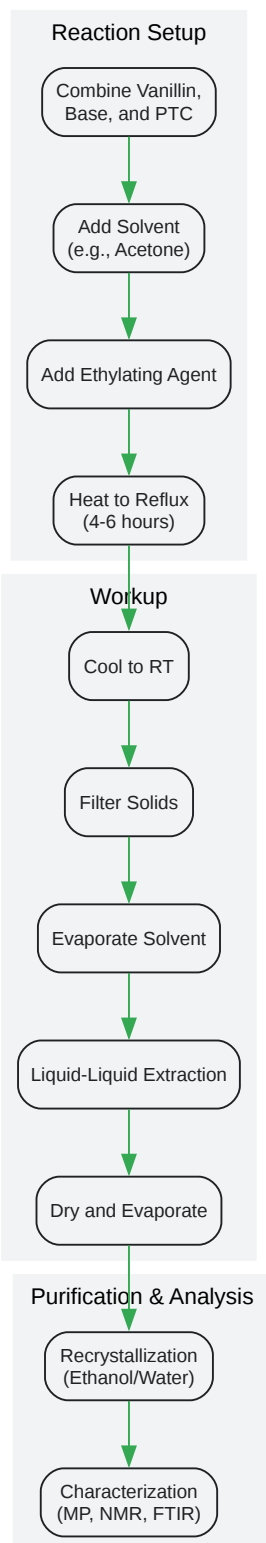 Reaction Setup
Combine Vanillin,
Base, and PTC
Add Solvent
(e.g., Acetone)
Add Ethylating Agent
Heat to Reflux
(4-6 hours)
Workup
Cool to RT
Filter Solids
Evaporate Solvent
Liquid-Liquid Extraction
Dry and Evaporate
Purification & Analysis
Recrystallization
(Ethanol/Water)
Characterization
(MP, NMR, FTIR)